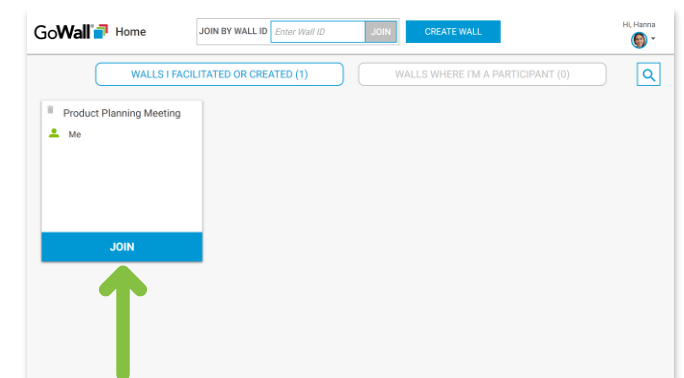 GoWall Home
JOIN BY WALL ID Enter Wall ID JOIN CREATE WALL
Hi, Hanna
WALLS I FACILITATED OR CREATED (1) WALLS WHERE I'M A PARTICIPANT (0)
Product Planning Meeting
Me
JOIN